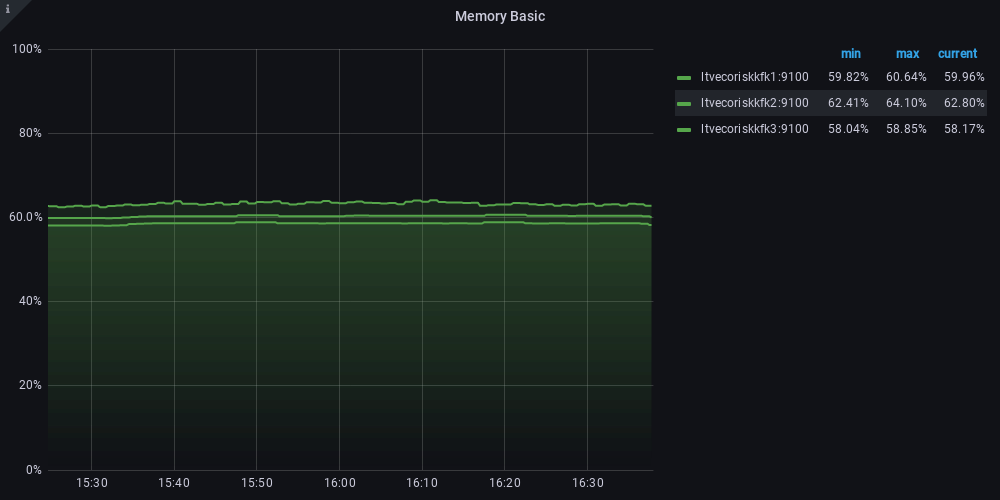 i
Memory Basic
100%
80%
60.0%
40%
20%
0%
15:30 15:40 15:50 16:00 16:10 16:20 16:30
min max current
ltvecoriskkfk1:9100 59.82% 60.64% 59.96%
ltvecoriskkfk2:9100 62.41% 64.10% 62.80%
ltvecoriskkfk3:9100 58.04% 58.85% 58.17%